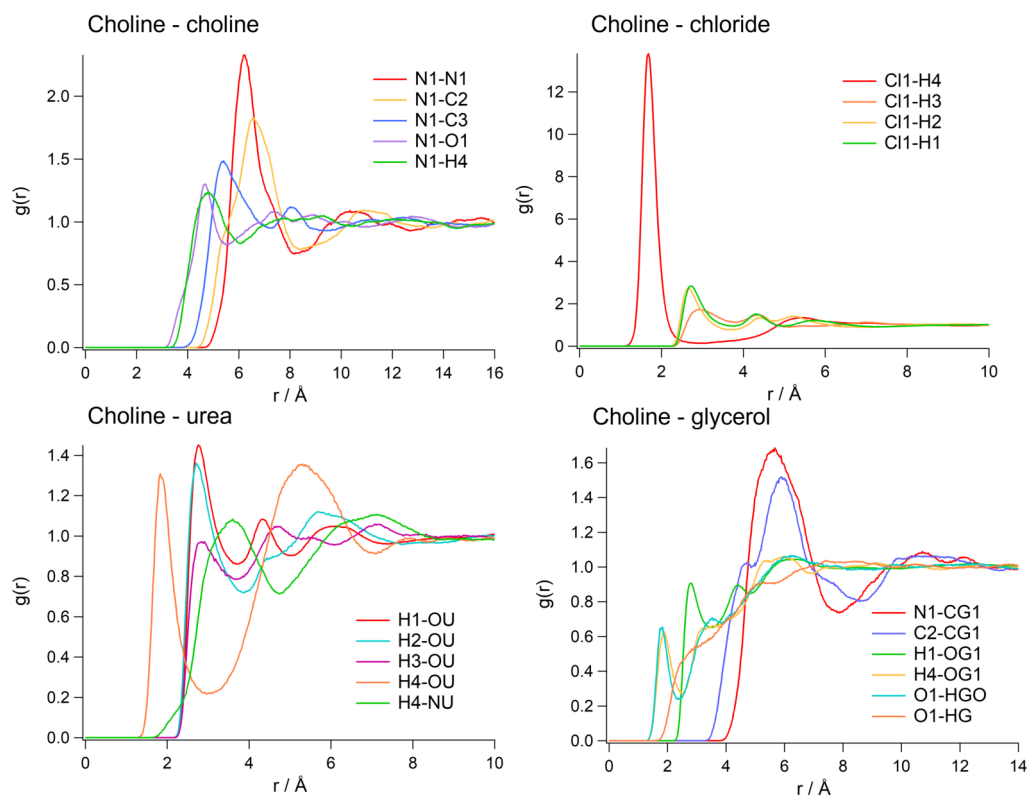 Choline - choline
g(r)
2.0
1.5
1.0
0.5
0.0
0 2 4 6 8 10 12 14 16
r / Å
N1-N1
N1-C2
N1-C3
N1-O1
N1-H4
Choline - chloride
g(r)
12
10
8
6
4
2
0
0 2 4 6 8 10
r / Å
Cl1-H4
Cl1-H3
Cl1-H2
Cl1-H1
Choline - urea
g(r)
1.4
1.2
1.0
0.8
0.6
0.4
0.2
0.0
0 2 4 6 8 10
r / Å
H1-OU
H2-OU
H3-OU
H4-OU
H4-NU
Choline - glycerol
g(r)
1.6
1.4
1.2
1.0
0.8
0.6
0.4
0.2
0.0
0 2 4 6 8 10 12 14
r / Å
N1-CG1
C2-CG1
H1-OG1
H4-OG1
O1-HGO
O1-HG